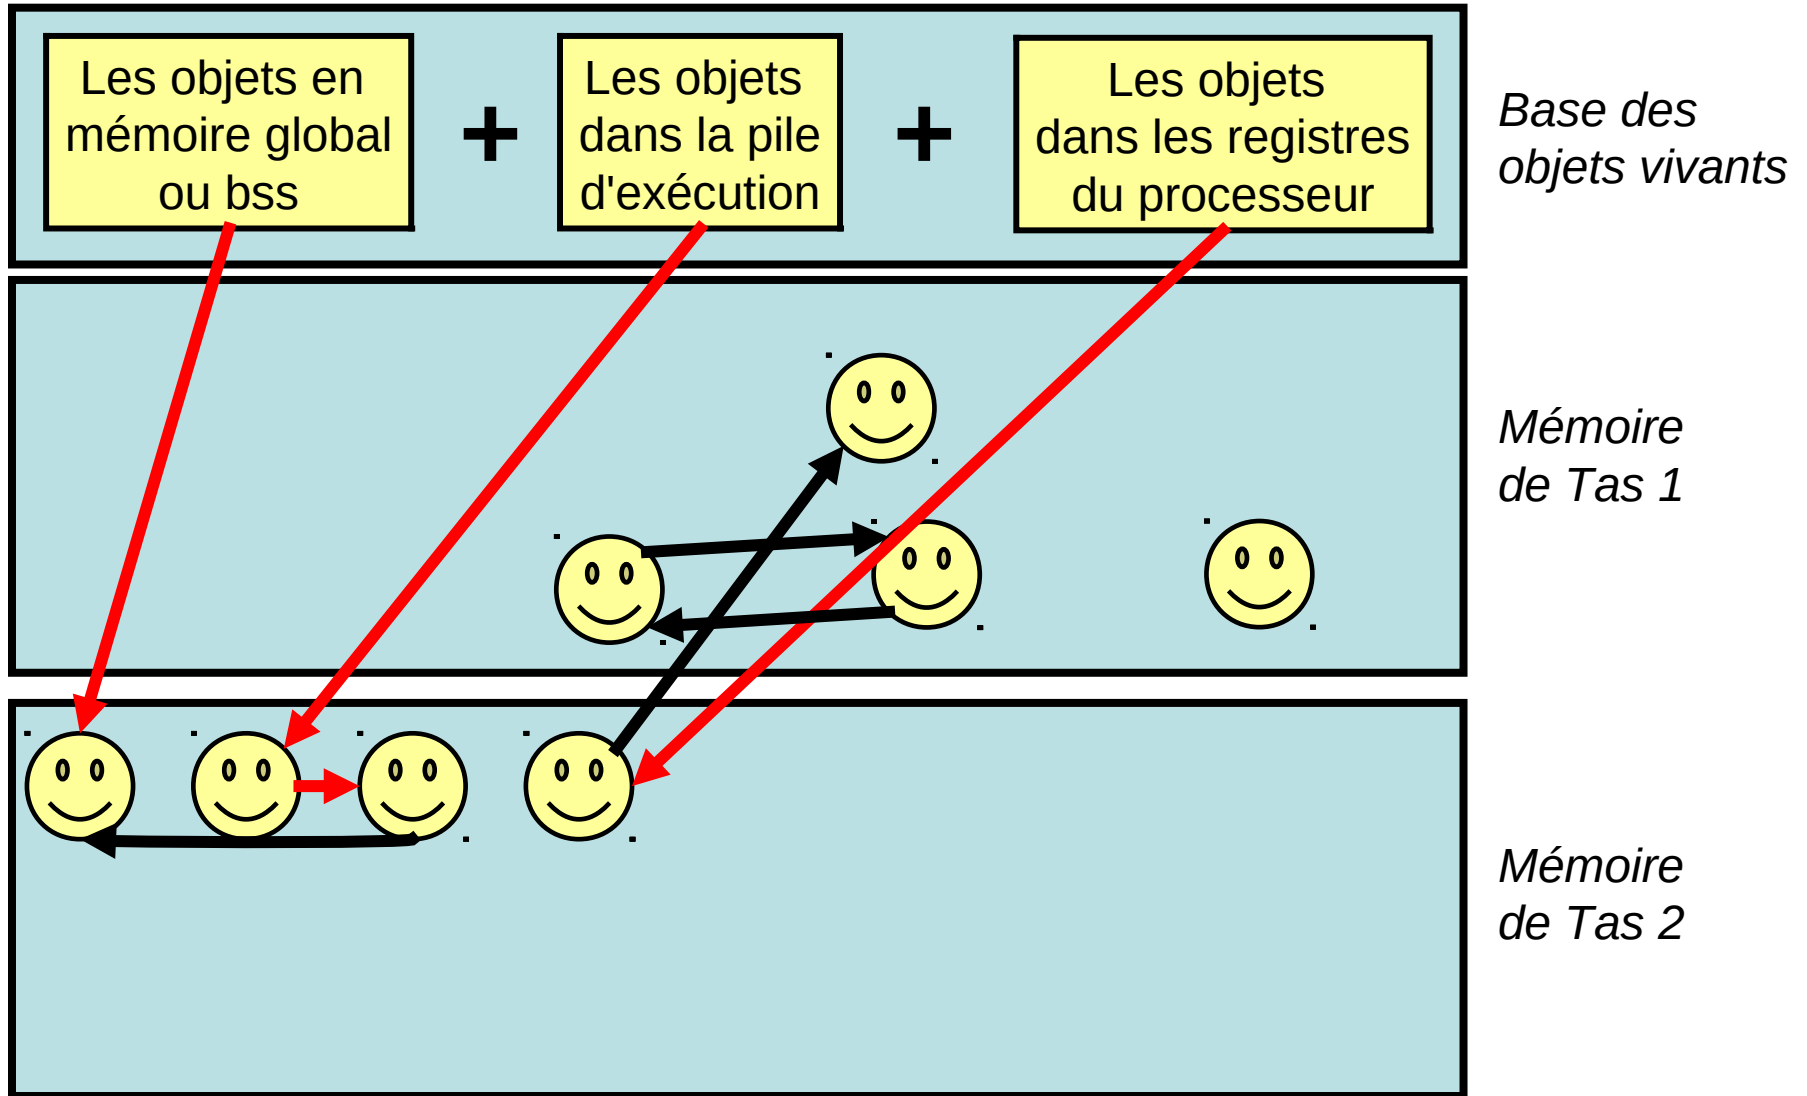 Les objets en
mémoire global
ou bss
+
Les objets
dans la pile
d'exécution
+
Les objets
dans les registres
du processeur
Base des
objets vivants
Mémoire
de Tas 1
Mémoire
de Tas 2